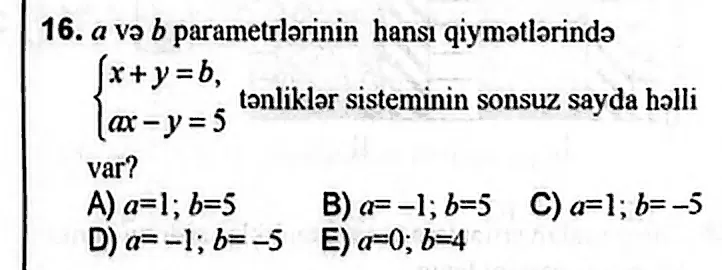 16. a və b parametrlərinin hansı qiymətlərində
x + y = b,
ax – y = 5
tənliklər sisteminin sonsuz sayda həlli
var?
A) a=1; b=5 B) a= –1; b=5 C) a=1; b= –5
D) a= –1; b= –5 E) a=0; b=4